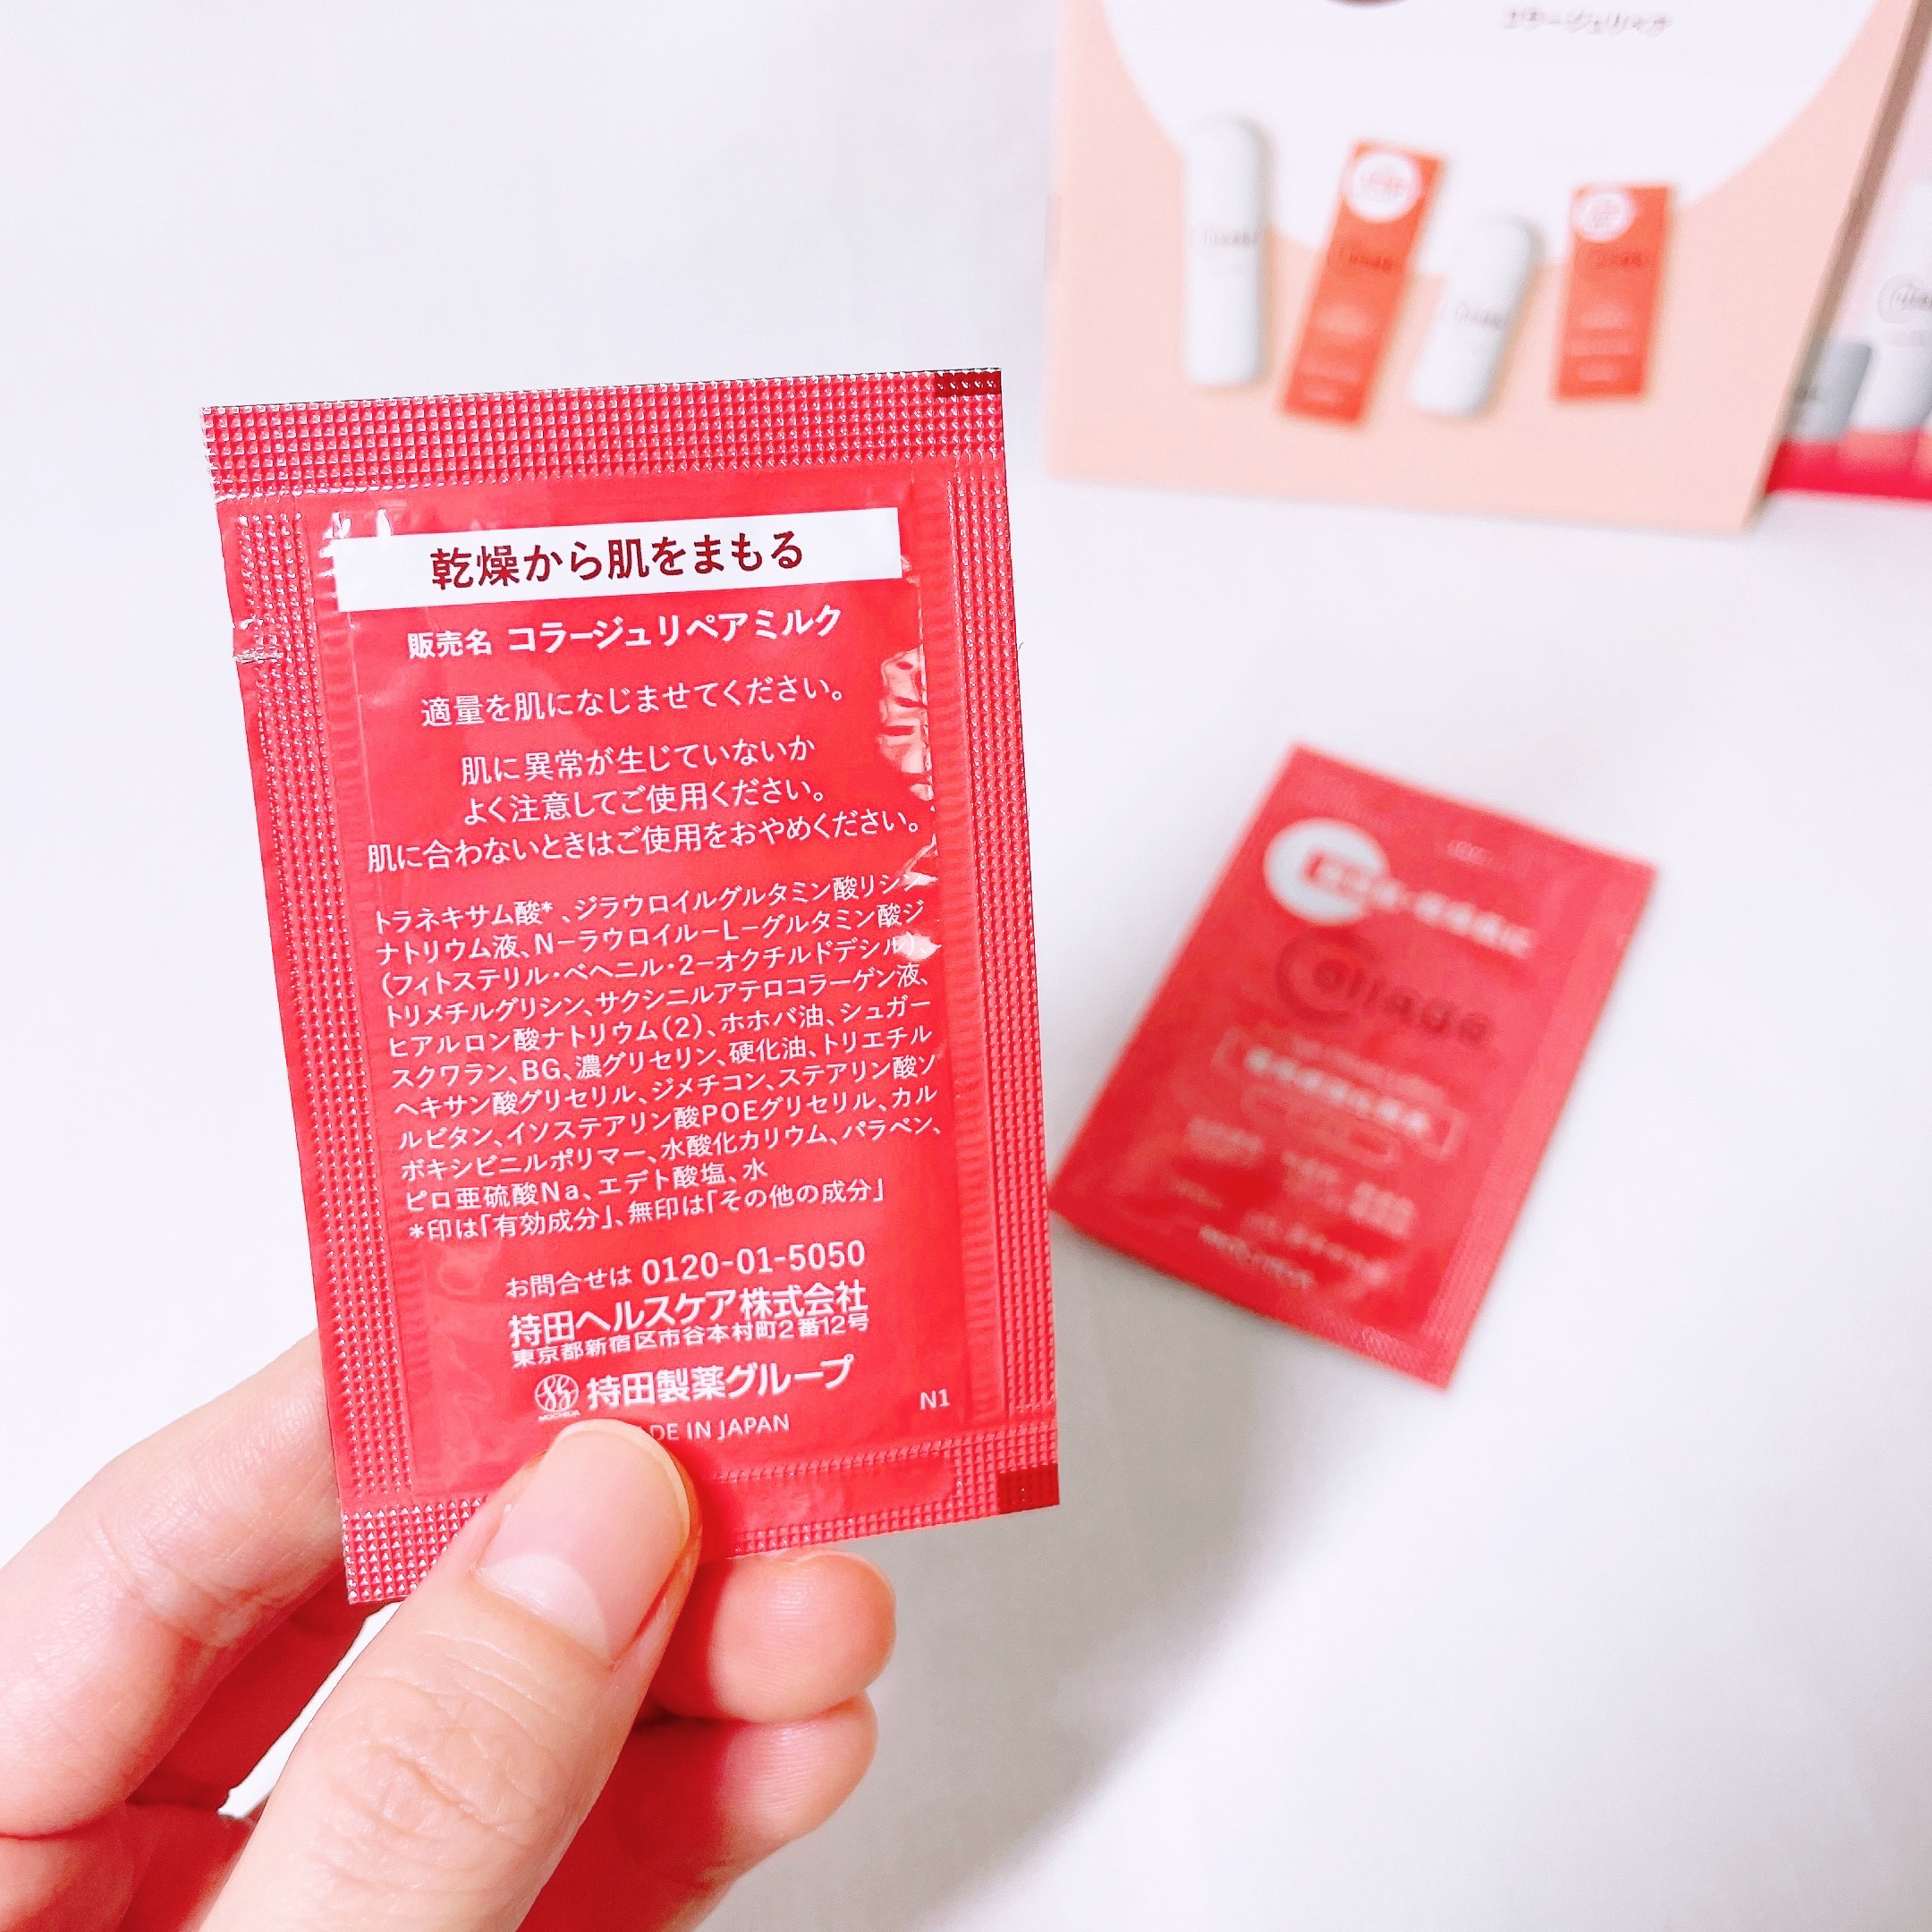 乾燥から肌をまもる
販売名 コラージュリペアミルク
適量を肌になじませてください。
肌に異常が生じていないか
よく注意してご使用ください。
肌に合わないときはご使用をおやめください。
トラネキサム酸*、ジラウロイルグルタミン酸リシン
ナトリウム液、N－ラウロイル－L－グルタミン酸ジ
(フィトステリル・ベヘニル・2－オクチルドデシル)、
トリメチルグリシン、サクシニルアテロコラーゲン液、
ヒアルロン酸ナトリウム(2)、ホホバ油、シュガー
スクワラン、BG、濃グリセリン、硬化油、トリエチル
ヘキサン酸グリセリル、ジメチコン、ステアリン酸ソ
ルビタン、イソステアリン酸POEグリセリル、カル
ボキシビニルポリマー、水酸化カリウム、パラベン、
ピロ亜硫酸Na、エデト酸塩、水
*印は「有効成分」、無印は「その他の成分」
お問合せは 0120-01-5050
持田ヘルスケア株式会社
東京都新宿区市谷本村町2番12号
MOCHIDA 持田製薬グループ
DE IN JAPAN
N1
コラージュリペア
Collage